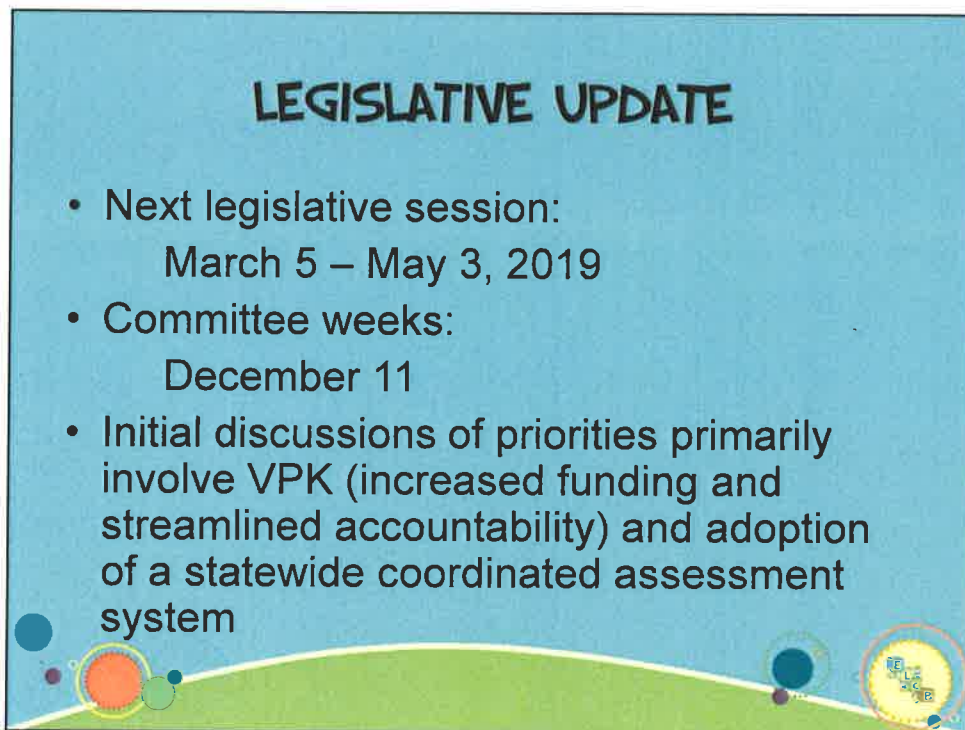 LEGISLATIVE UPDATE
• Next legislative session:
March 5 – May 3, 2019
• Committee weeks:
December 11
• Initial discussions of priorities primarily
involve VPK (increased funding and
streamlined accountability) and adoption
of a statewide coordinated assessment
system
E
L
C
B